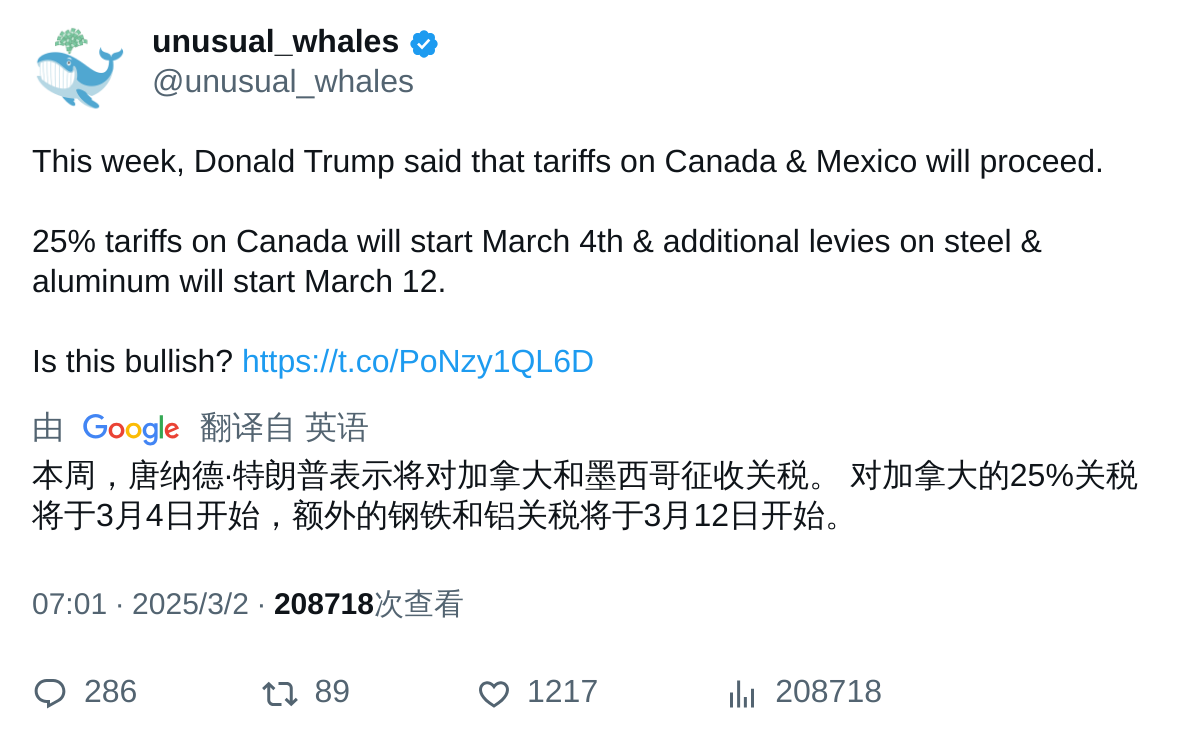 unusual_whales
@unusual_whales
This week, Donald Trump said that tariffs on Canada & Mexico will proceed.
25% tariffs on Canada will start March 4th & additional levies on steel &
aluminum will start March 12.
Is this bullish? https://t.co/PoNzy1QL6D
由 Google 翻译自 英语
本周，唐纳德·特朗普表示将对加拿大和墨西哥征收关税。 对加拿大的25%关税
将于3月4日开始，额外的钢铁和铝关税将于3月12日开始。
07:01 · 2025/3/2 · 208718次查看
286 89 1217 208718